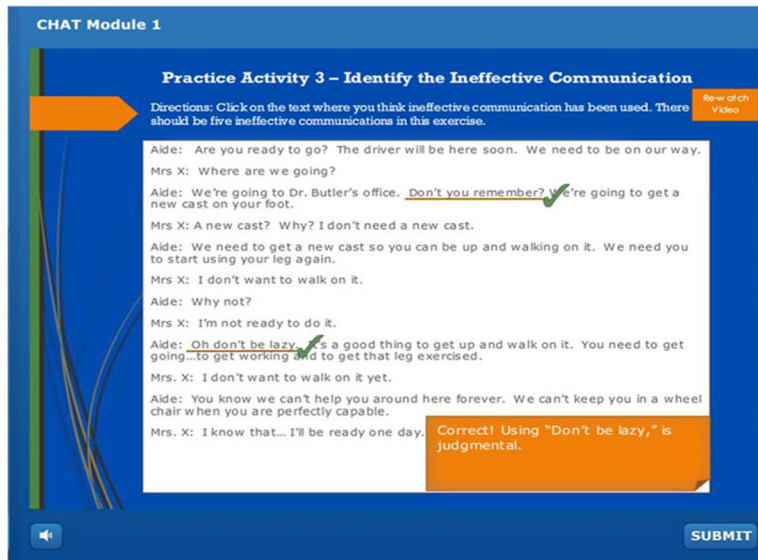 CHAT Module 1
Practice Activity 3 – Identify the Ineffective Communication
Directions: Click on the text where you think ineffective communication has been used. There
should be five ineffective communications in this exercise.
Re-watch
Video
Aide: Are you ready to go? The driver will be here soon. We need to be on our way.
Mrs X: Where are we going?
Aide: We're going to Dr. Butler's office. Don't you remember? We're going to get a
new cast on your foot.
Mrs X: A new cast? Why? I don't need a new cast.
Aide: We need to get a new cast so you can be up and walking on it. We need you
to start using your leg again.
Mrs X: I don't want to walk on it.
Aide: Why not?
Mrs X: I'm not ready to do it.
Aide: Oh don't be lazy. It's a good thing to get up and walk on it. You need to get
going...to get working and to get that leg exercised.
Mrs. X: I don't want to walk on it yet.
Aide: You know we can't help you around here forever. We can't keep you in a wheel
chair when you are perfectly capable.
Mrs. X: I know that... I'll be ready one day.
Correct! Using "Don't be lazy," is
judgmental.
SUBMIT